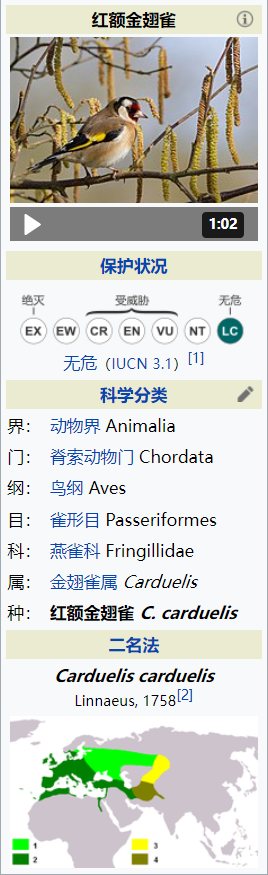 红额金翅雀
1:02
保护状况
绝灭 受威胁 无危
EX EW CR EN VU NT LC
无危（IUCN 3.1）[1]
科学分类
界： 动物界 Animalia
门： 脊索动物门 Chordata
纲： 鸟纲 Aves
目： 雀形目 Passeriformes
科： 燕雀科 Fringillidae
属： 金翅雀属 Carduelis
种： 红额金翅雀 C. carduelis
二名法
Carduelis carduelis
Linnaeus, 1758[2]
1 3
2 4